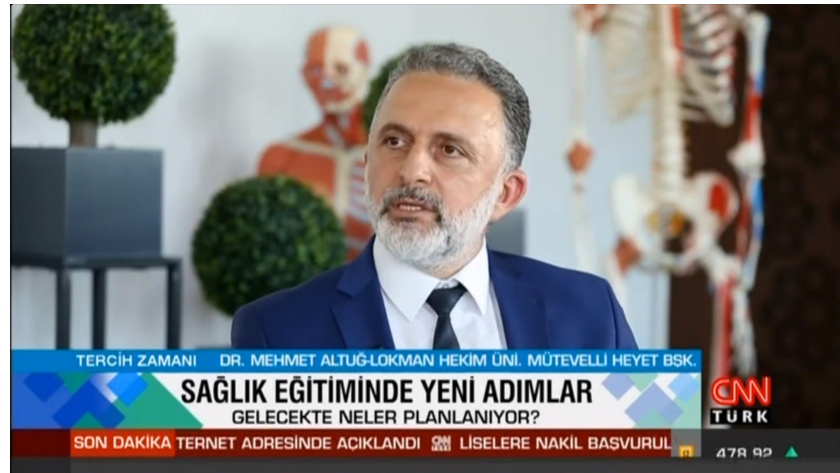 TERCİH ZAMANI DR. MEHMET ALTUĞ-LOKMAN HEKİM ÜNİ. MÜTEVELLİ HEYET BŞK.
SAĞLIK EĞİTİMİNDE YENİ ADIMLAR
GELECEKTE NELER PLANLANIYOR?
CNN
TÜRK
SON DAKİKA TERNET ADRESİNDE AÇIKLANDI CNN TÜRK LİSELERE NAKİL BAŞVURUL
478,92